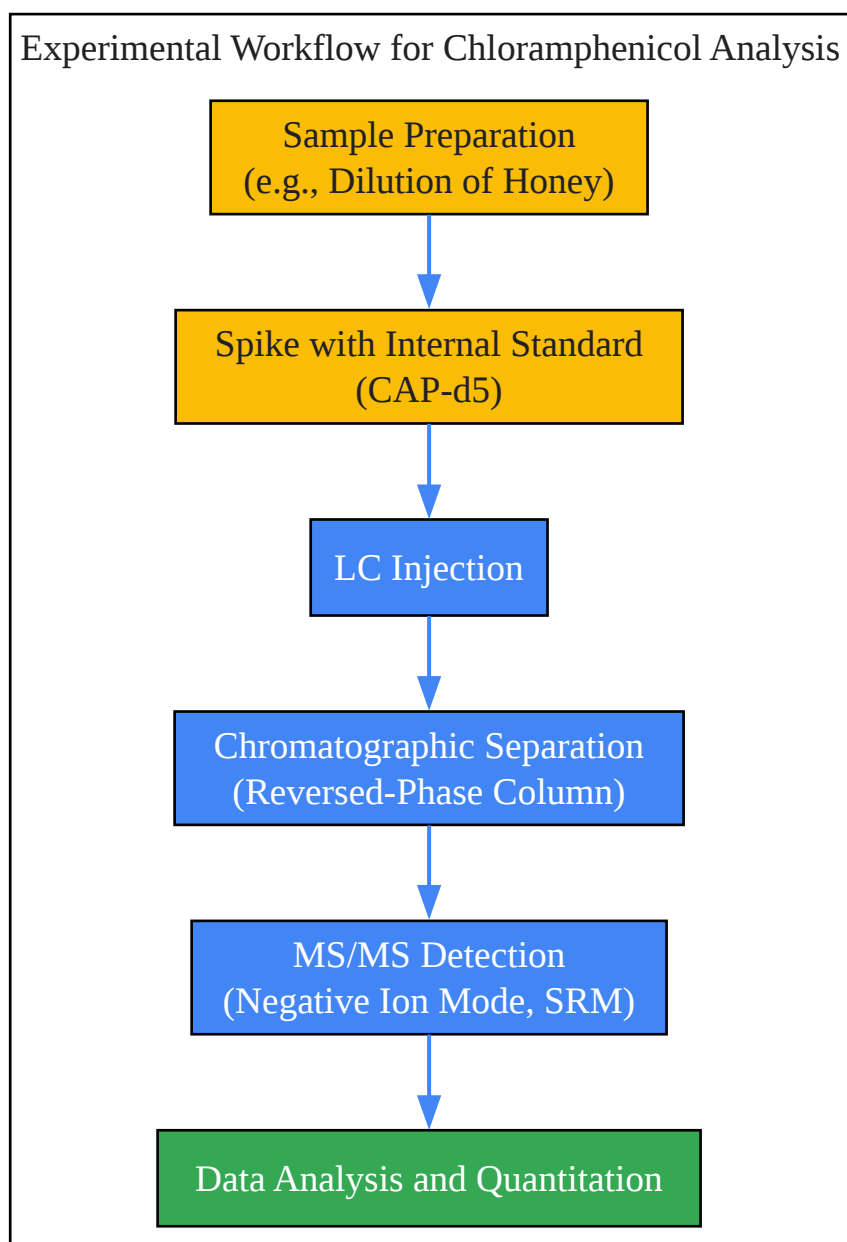 Experimental Workflow for Chloramphenicol Analysis
Sample Preparation
(e.g., Dilution of Honey)
Spike with Internal Standard
(CAP-d5)
LC Injection
Chromatographic Separation
(Reversed-Phase Column)
MS/MS Detection
(Negative Ion Mode, SRM)
Data Analysis and Quantitation